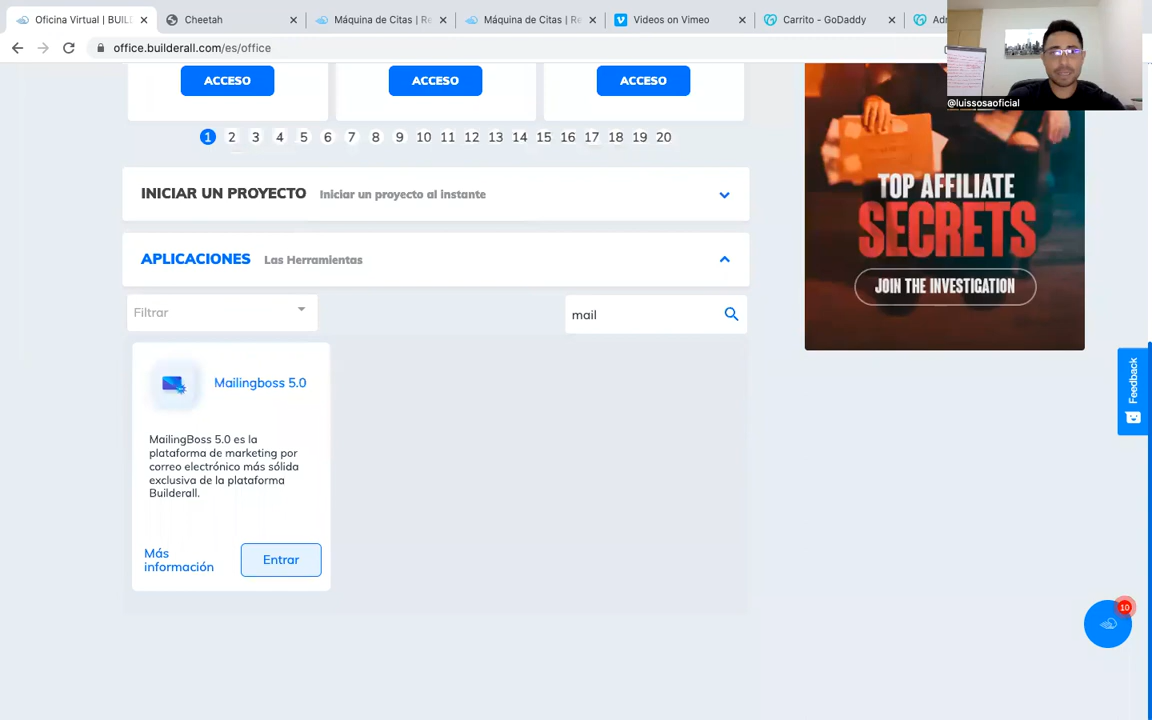 Oficina Virtual | BUIL
Cheetah
Máquina de Citas | Re
Máquina de Citas | Re
Videos on Vimeo
Carrito - GoDaddy
Adr
office.builderall.com/es/office
@luissosaoficial
ACCESO
ACCESO
ACCESO
1 2 3 4 5 6 7 8 9 10 11 12 13 14 15 16 17 18 19 20
INICIAR UN PROYECTO Iniciar un proyecto al instante
APLICACIONES Las Herramientas
Filtrar
mail
Mailingboss 5.0
MailingBoss 5.0 es la
plataforma de marketing por
correo electrónico más sólida
exclusiva de la plataforma
Builderall.
Más
información
Entrar
TOP AFFILIATE
SECRETS
JOIN THE INVESTIGATION
Feedback
10